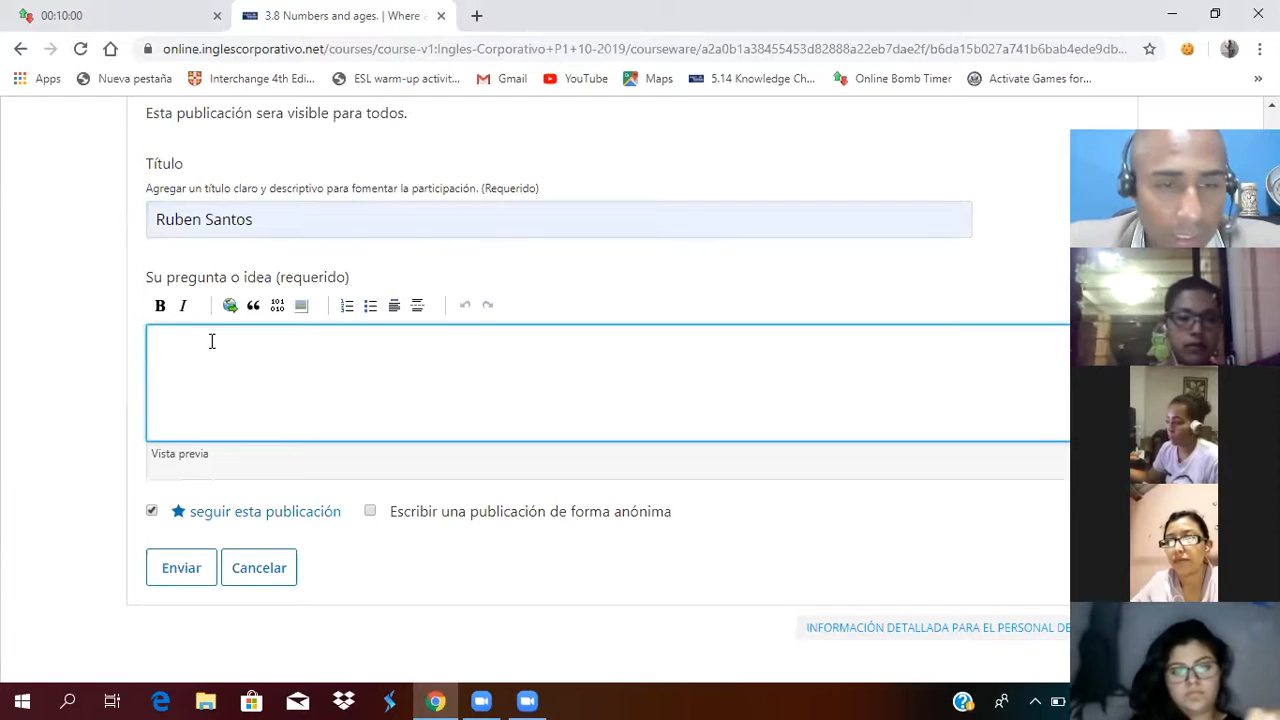 00:10:00
3.8 Numbers and ages. | Where
online.inglescorporativo.net/courses/course-v1:Ingles-Corporativo+P1+10-2019/courseware/a2a0b1a38455453d82888a22eb7dae2f/b6da15b027a741b6bab4ede9db...
Apps
Nueva pestaña
Interchange 4th Edi...
ESL warm-up activit...
Gmail
YouTube
Maps
5.14 Knowledge Ch...
Online Bomb Timer
Activate Games for...
»
Esta publicación sera visible para todos.
Título
Agregar un título claro y descriptivo para fomentar la participación. (Requerido)
Ruben Santos
Su pregunta o idea (requerido)
B I
Vista previa
seguir esta publicación
Escribir una publicación de forma anónima
Enviar
Cancelar
INFORMACIÓN DETALLADA PARA EL PERSONAL DE